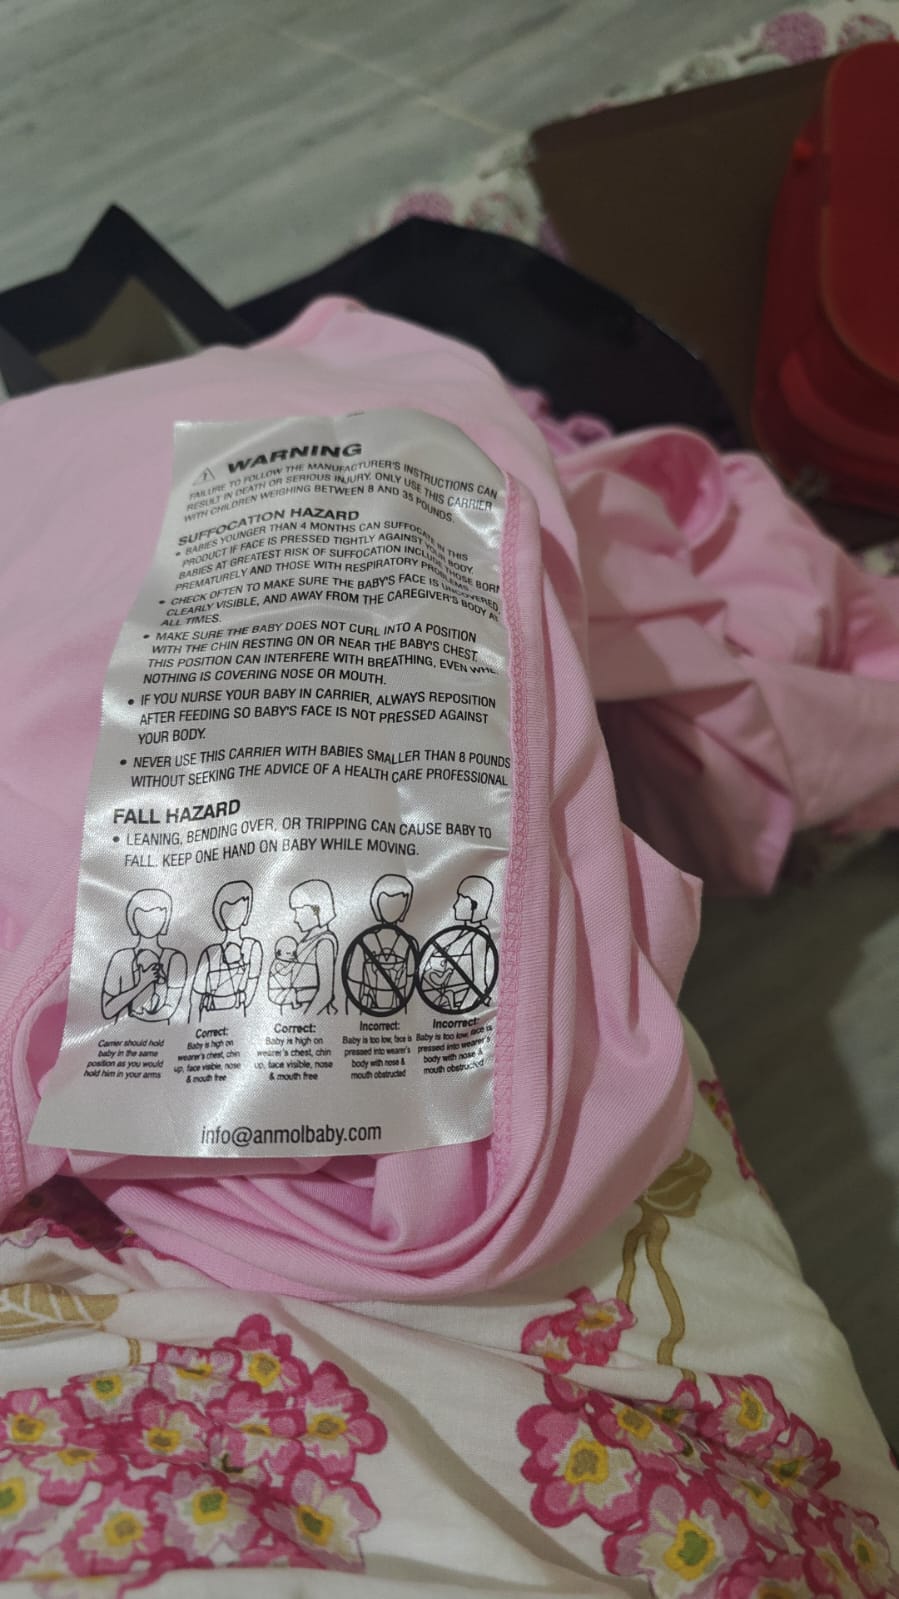 WARNING
FAILURE TO FOLLOW THE MANUFACTURER'S INSTRUCTIONS CAN
RESULT IN DEATH OR SERIOUS INJURY. ONLY USE THIS CARRIER
WITH CHILDREN WEIGHING BETWEEN 8 AND 35 POUNDS.
SUFFOCATION HAZARD
• BABIES YOUNGER THAN 4 MONTHS CAN SUFFOCATE IN THIS
PRODUCT IF FACE IS PRESSED TIGHTLY AGAINST YOUR BODY.
BABIES AT GREATEST RISK OF SUFFOCATION INCLUDE THOSE BORN
PREMATURELY AND THOSE WITH RESPIRATORY PROBLEMS.
• CHECK OFTEN TO MAKE SURE THE BABY'S FACE IS UNCOVERED,
CLEARLY VISIBLE, AND AWAY FROM THE CAREGIVER'S BODY AT
ALL TIMES.
• MAKE SURE THE BABY DOES NOT CURL INTO A POSITION
WITH THE CHIN RESTING ON OR NEAR THE BABY'S CHEST.
THIS POSITION CAN INTERFERE WITH BREATHING, EVEN WHE
NOTHING IS COVERING NOSE OR MOUTH.
• IF YOU NURSE YOUR BABY IN CARRIER, ALWAYS REPOSITION
AFTER FEEDING SO BABY'S FACE IS NOT PRESSED AGAINST
YOUR BODY.
• NEVER USE THIS CARRIER WITH BABIES SMALLER THAN 8 POUNDS
WITHOUT SEEKING THE ADVICE OF A HEALTH CARE PROFESSIONAL
FALL HAZARD
• LEANING, BENDING OVER, OR TRIPPING CAN CAUSE BABY TO
FALL. KEEP ONE HAND ON BABY WHILE MOVING.
Carrier should hold
baby in the same
position as you would
hold him in your arms
Correct:
Baby is high on
wearer's chest, chin
up, face visible, nose
& mouth free
Correct:
Baby is high on
wearer's chest, chin
up, face visible, nose
& mouth free
Incorrect:
Baby is too low, face is
pressed into wearer's
body with nose &
mouth obstructed
Incorrect:
Baby is too low, face is
pressed into wearer's
body with nose &
mouth obstructed
info@anmolbaby.com